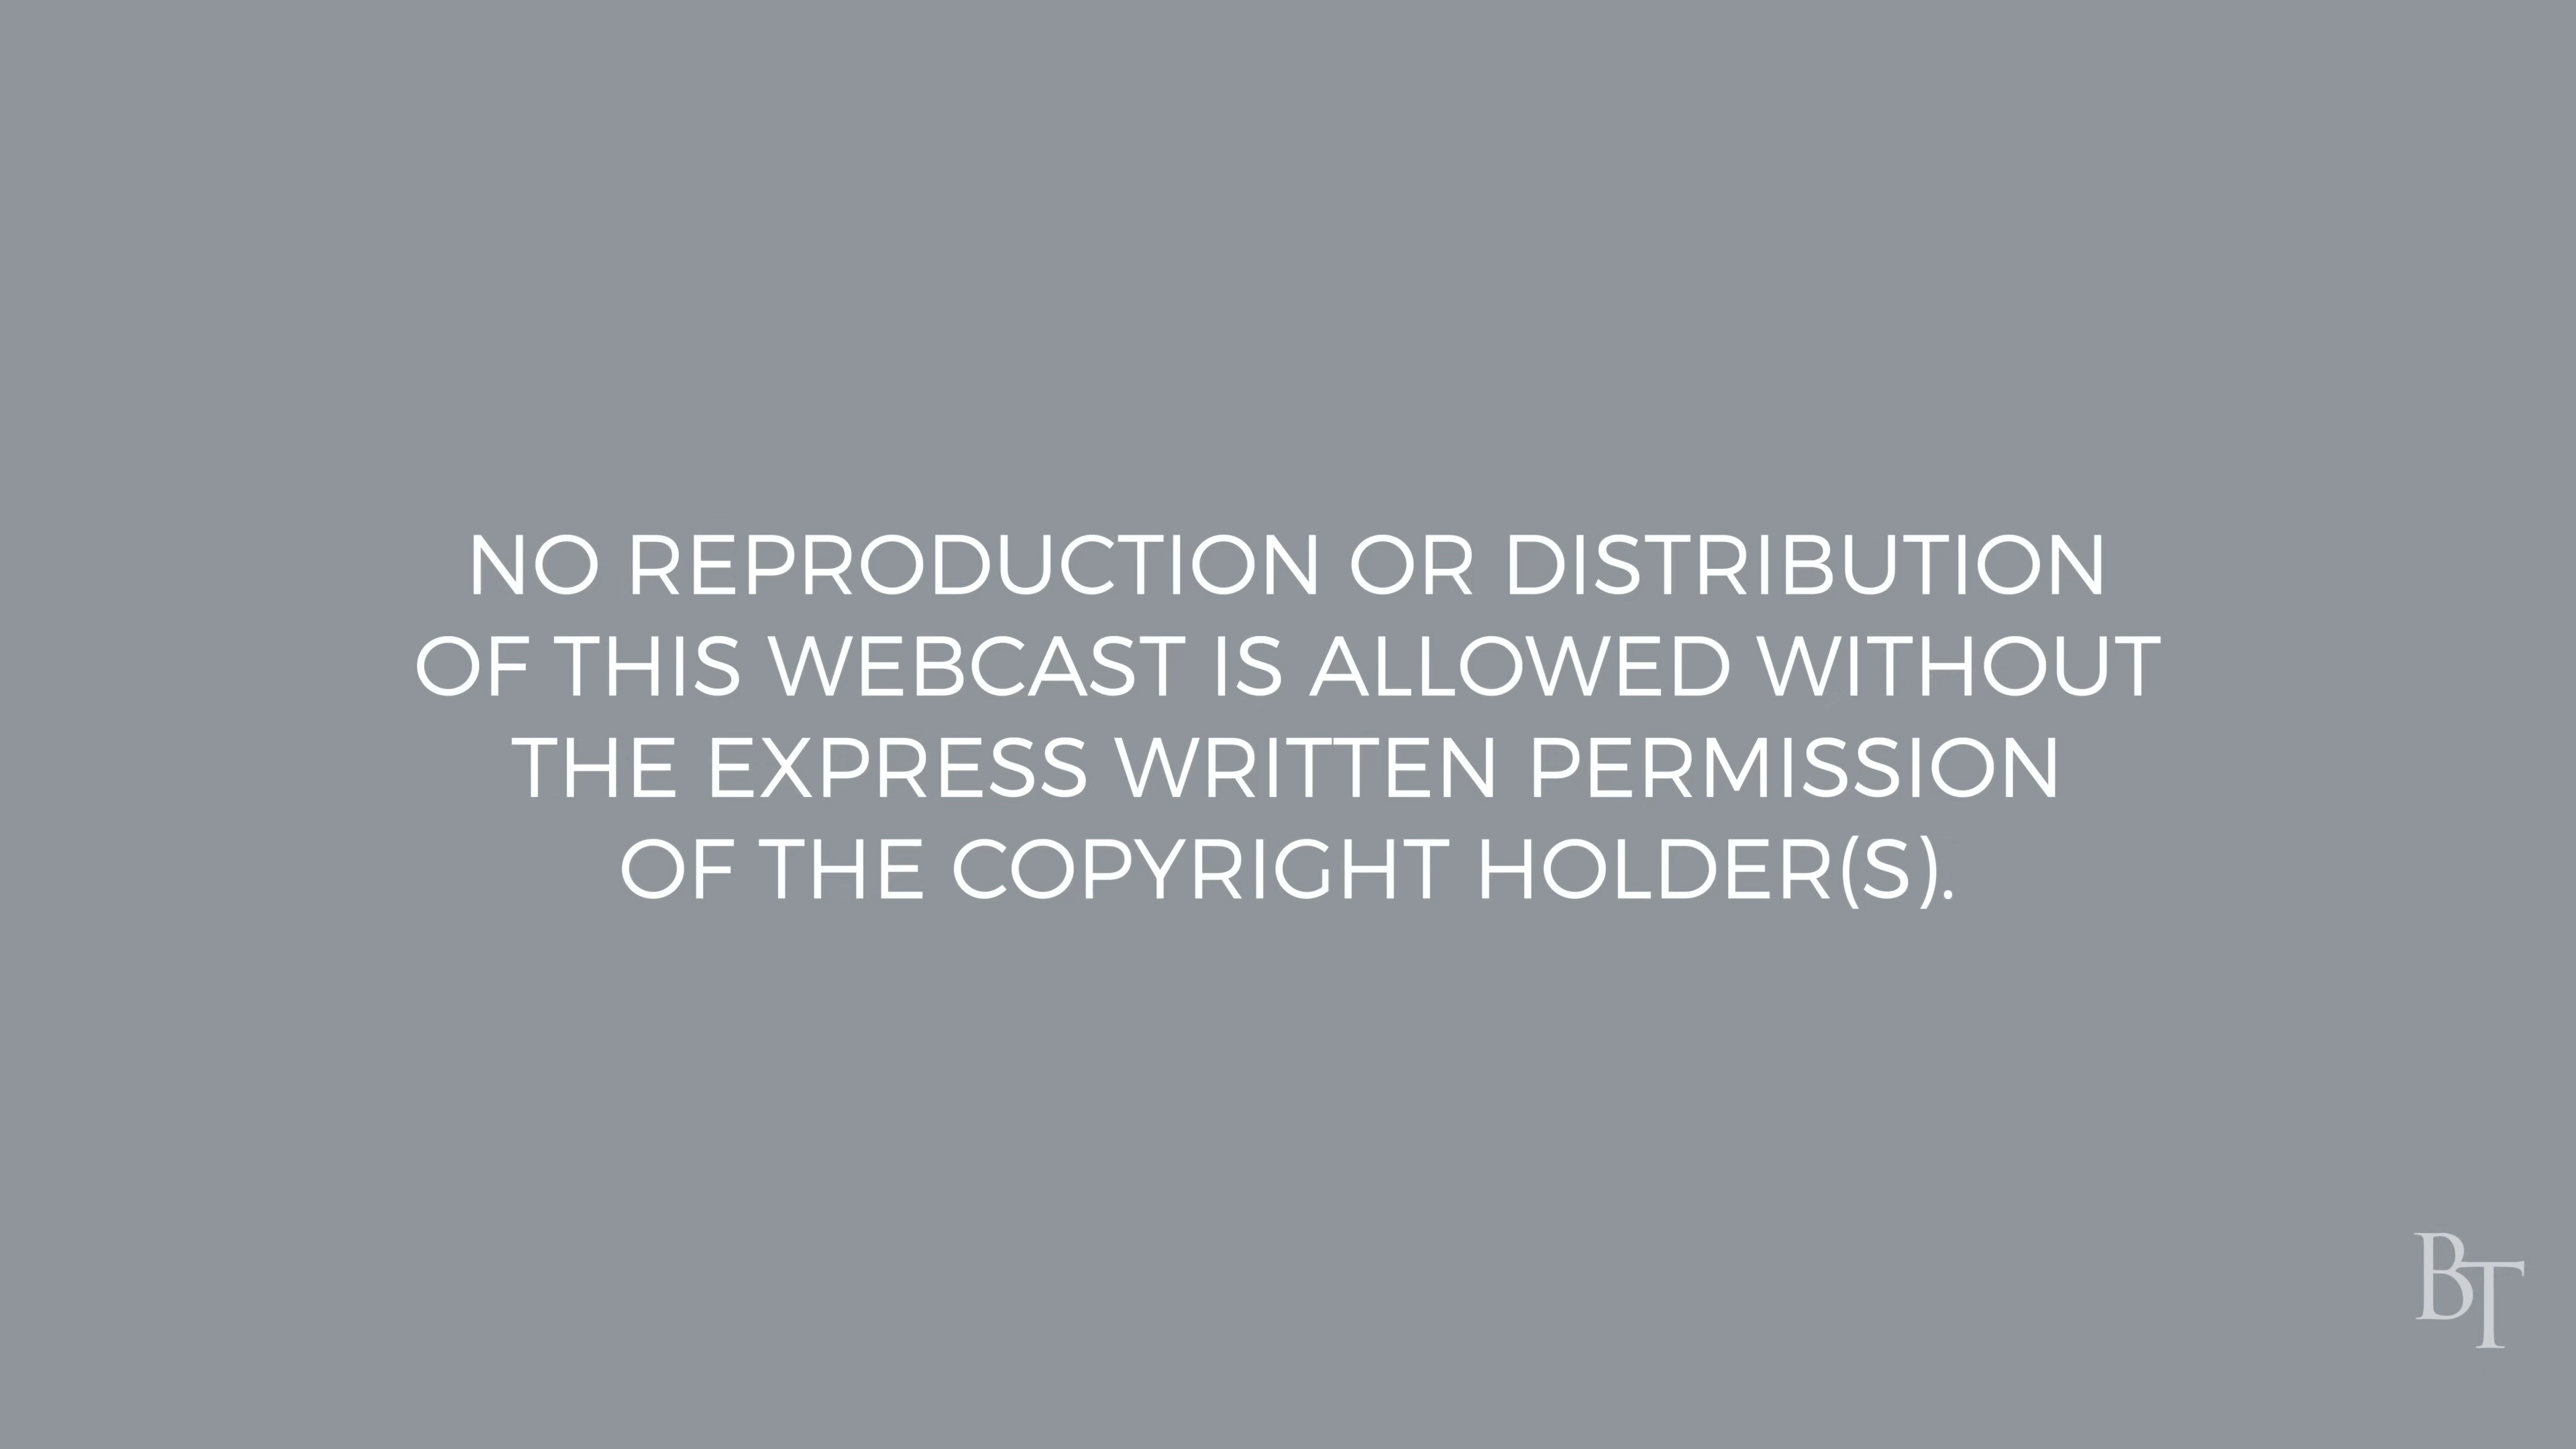 NO REPRODUCTION OR DISTRIBUTION
OF THIS WEBCAST IS ALLOWED WITHOUT
THE EXPRESS WRITTEN PERMISSION
OF THE COPYRIGHT HOLDER(S).
BT